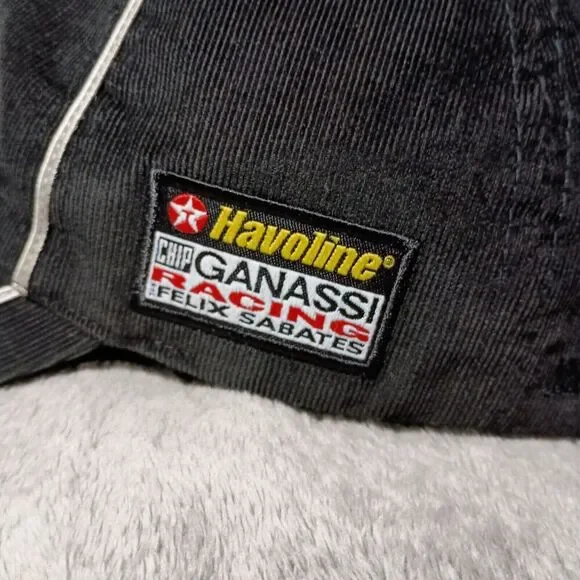 Havoline®
CHIP GANASSI
RACING
WITH FELIX SABATES